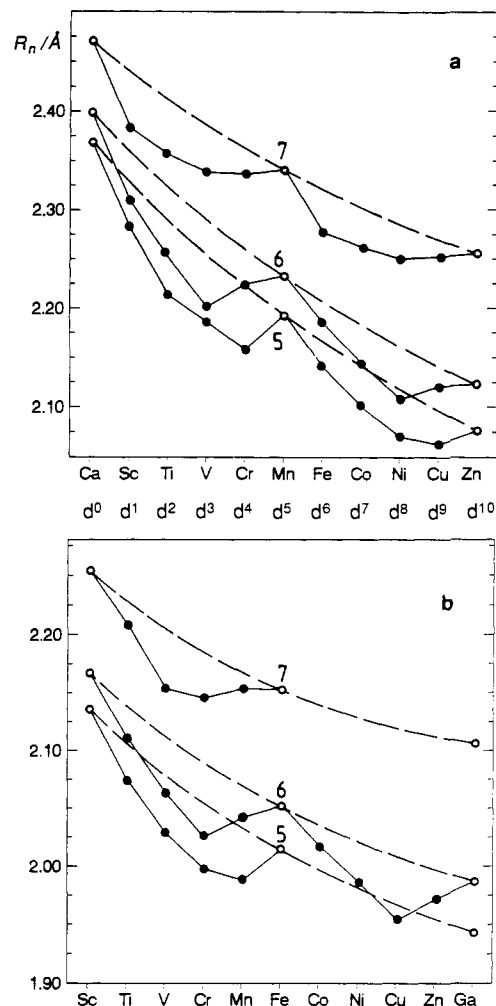 Rn/Å
a
2.40
2.30
2.20
2.10
7
6
5
Ca Sc Ti V Cr Mn Fe Co Ni Cu Zn
d0 d1 d2 d3 d4 d5 d6 d7 d8 d9 d10
b
2.20
2.10
2.00
1.90
7
6
5
Sc Ti V Cr Mn Fe Co Ni Cu Zn Ga